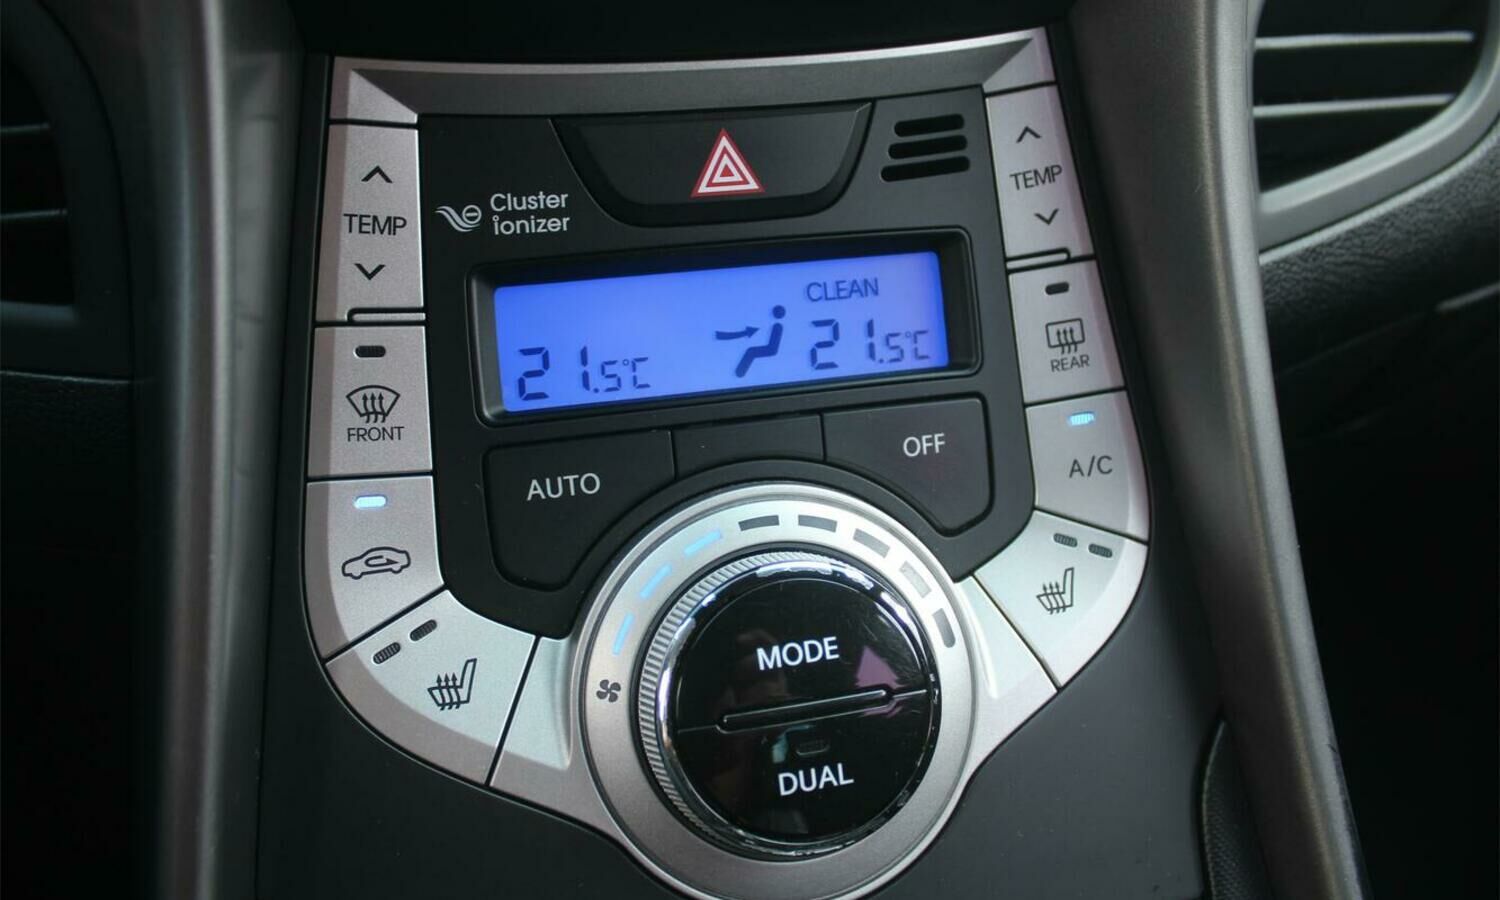 TEMP
Cluster
ionizer
TEMP
CLEAN
21.5°C
21.5°C
FRONT
REAR
AUTO
OFF
A/C
MODE
DUAL